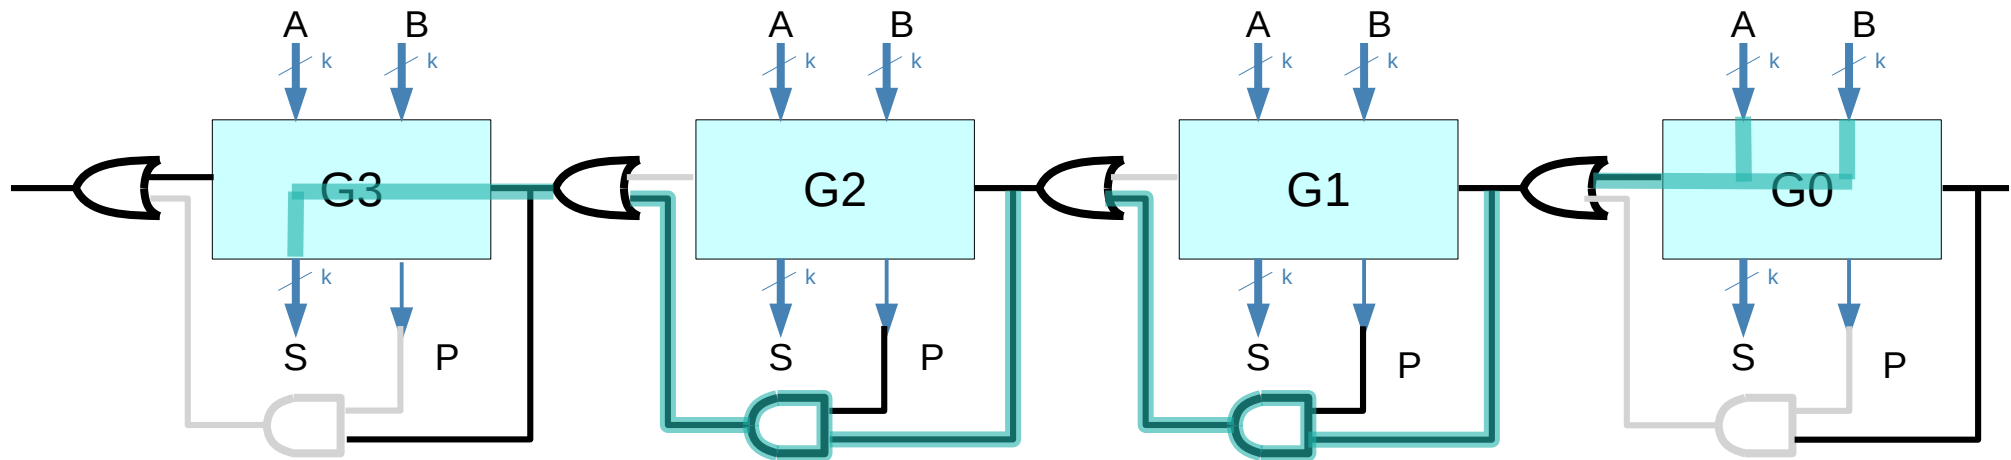 A B A B A B A B
k k k k k k k k
G3 G2 G1 G0
k k k k
S P S P S P S P